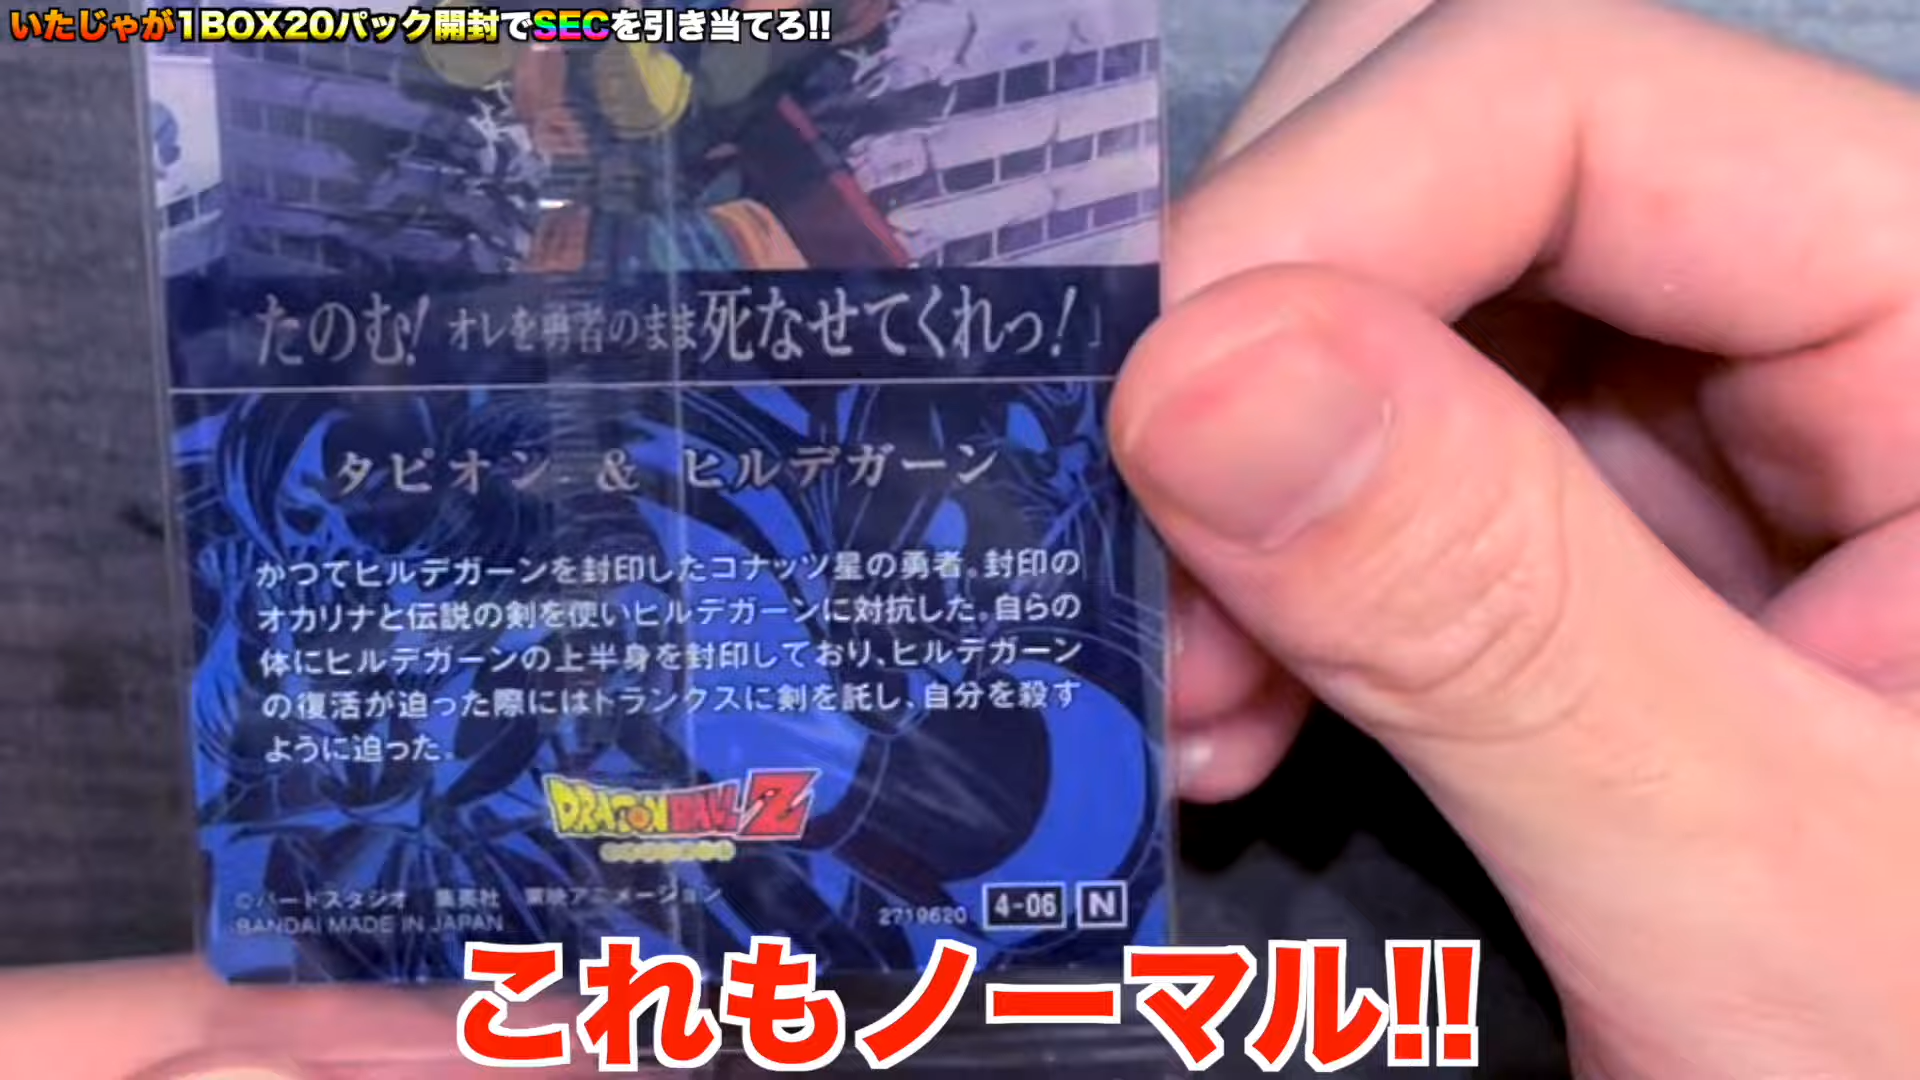 いたじゃが1BOX20パック開封でSECを引き当てろ!!
たのむ! オレを勇者のまま死なせてくれっ!」
タピオン & ヒルデガーン
かつてヒルデガーンを封印したコナッツ星の勇者。封印の
オカリナと伝説の剣を使いヒルデガーンに対抗した。自らの
体にヒルデガーンの上半身を封印しており、ヒルデガーン
の復活が迫った際にはトランクスに剣を託し、自分を殺す
ように迫った。
DRAGON BALL Z
©バードスタジオ 集英社 東映アニメーション
BANDAI MADE IN JAPAN
2719620 4-06 N
これもノーマル!!